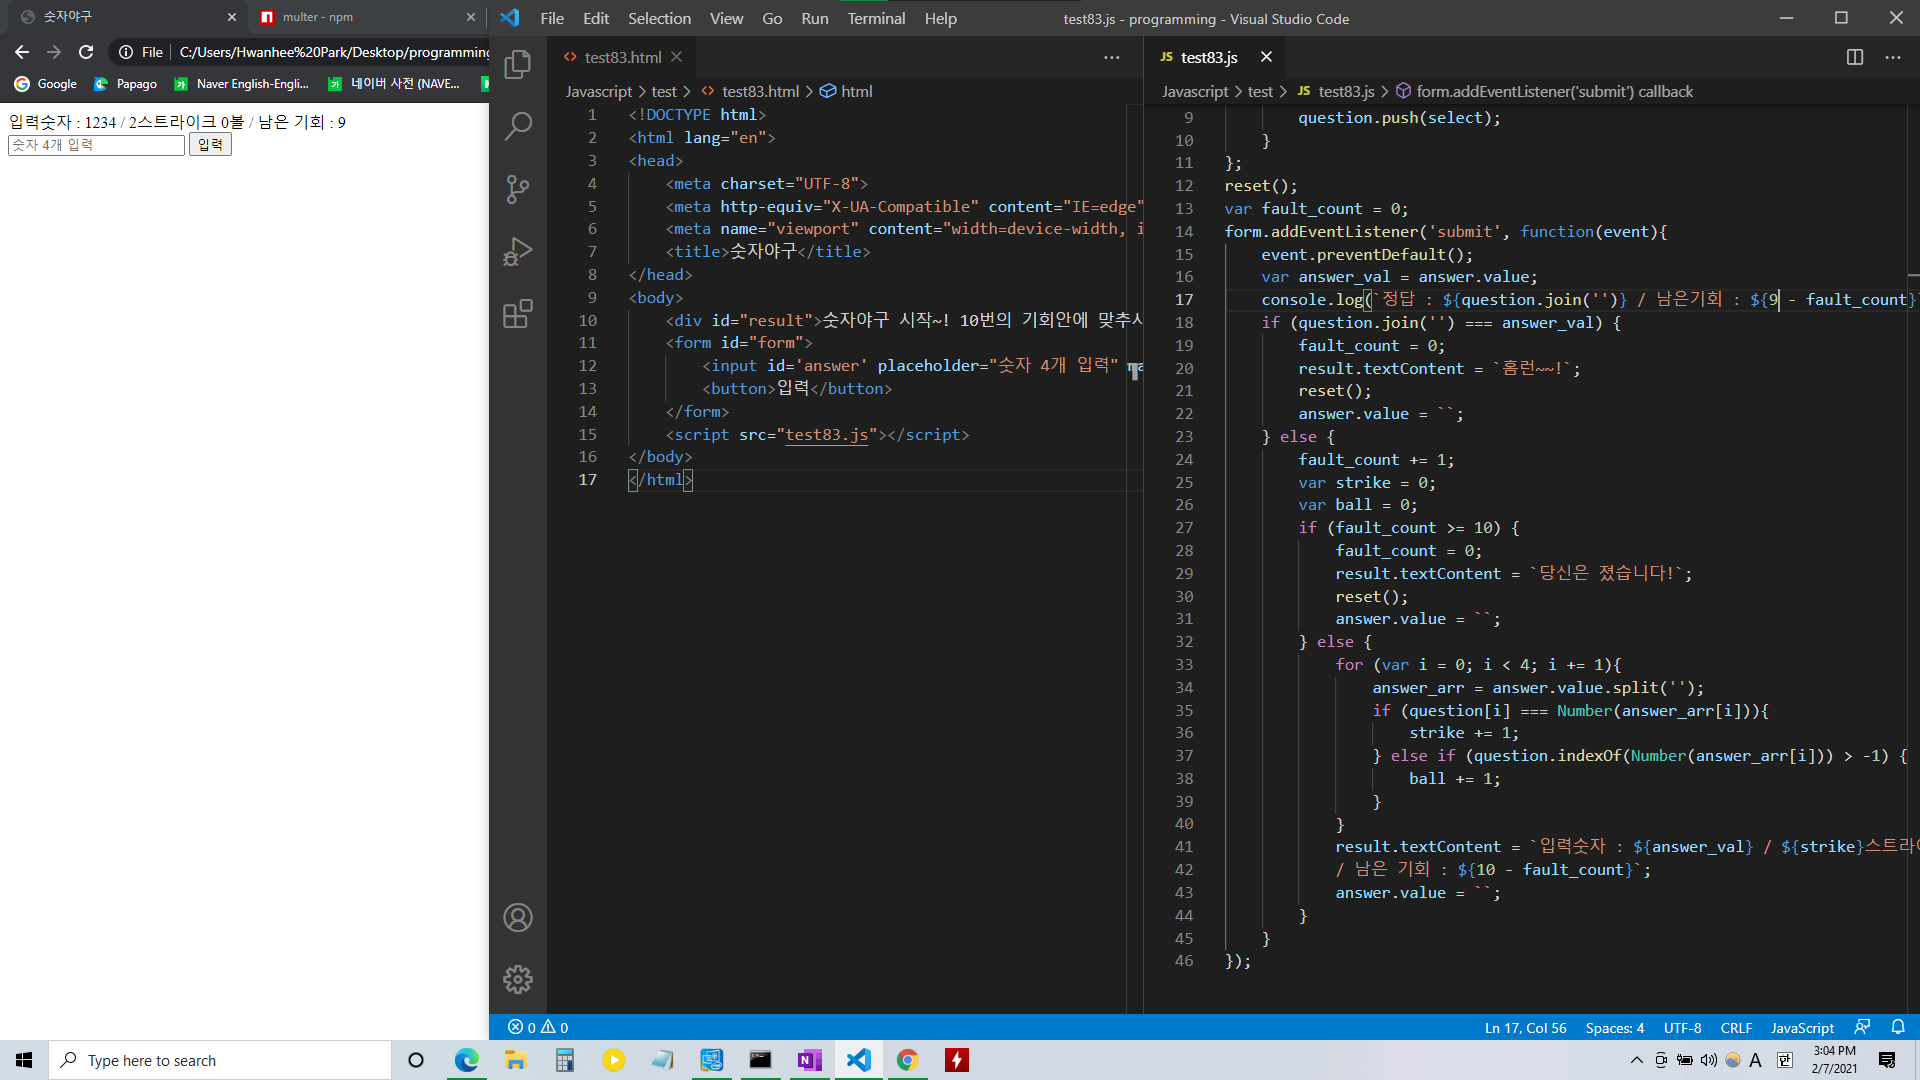 숫자야구
multer - npm
File
C:/Users/Hwanhee%20Park/Desktop/programming
Google
Papago
Naver English-Engli...
네이버 사전 (NAVE...
입력숫자 : 1234 / 2스트라이크 0볼 / 남은 기회 : 9
숫자 4개 입력
입력
File Edit Selection View Go Run Terminal Help
test83.js - programming - Visual Studio Code
test83.html
Javascript > test > test83.html > html
1 <!DOCTYPE html>
2 <html lang="en">
3 <head>
4 <meta charset="UTF-8">
5 <meta http-equiv="X-UA-Compatible" content="IE=edge"
6 <meta name="viewport" content="width=device-width, i
7 <title>숫자야구</title>
8 </head>
9 <body>
10 <div id="result">숫자야구 시작~! 10번의 기회안에 맞추시
11 <form id="form">
12 <input id='answer' placeholder="숫자 4개 입력" ma
13 <button>입력</button>
14 </form>
15 <script src="test83.js"></script>
16 </body>
17 </html>
JS test83.js
Javascript > test > JS test83.js > form.addEventListener('submit') callback
9 question.push(select);
10 }
11 };
12 reset();
13 var fault_count = 0;
14 form.addEventListener('submit', function(event){
15 event.preventDefault();
16 var answer_val = answer.value;
17 console.log(`정답 : ${question.join('')} / 남은기회 : ${9 - fault_count}`
18 if (question.join('') === answer_val) {
19 fault_count = 0;
20 result.textContent = `홈런~~!`;
21 reset();
22 answer.value = ``;
23 } else {
24 fault_count += 1;
25 var strike = 0;
26 var ball = 0;
27 if (fault_count >= 10) {
28 fault_count = 0;
29 result.textContent = `당신은 졌습니다!`;
30 reset();
31 answer.value = ``;
32 } else {
33 for (var i = 0; i < 4; i += 1){
34 answer_arr = answer.value.split('');
35 if (question[i] === Number(answer_arr[i])){
36 strike += 1;
37 } else if (question.indexOf(Number(answer_arr[i])) > -1) {
38 ball += 1;
39 }
40 }
41 result.textContent = `입력숫자 : ${answer_val} / ${strike}스트라이
42 / 남은 기회 : ${10 - fault_count}`;
43 answer.value = ``;
44 }
45 }
46 });
0 0
Ln 17, Col 56 Spaces: 4 UTF-8 CRLF JavaScript
Type here to search
A
한
3:04 PM
2/7/2021